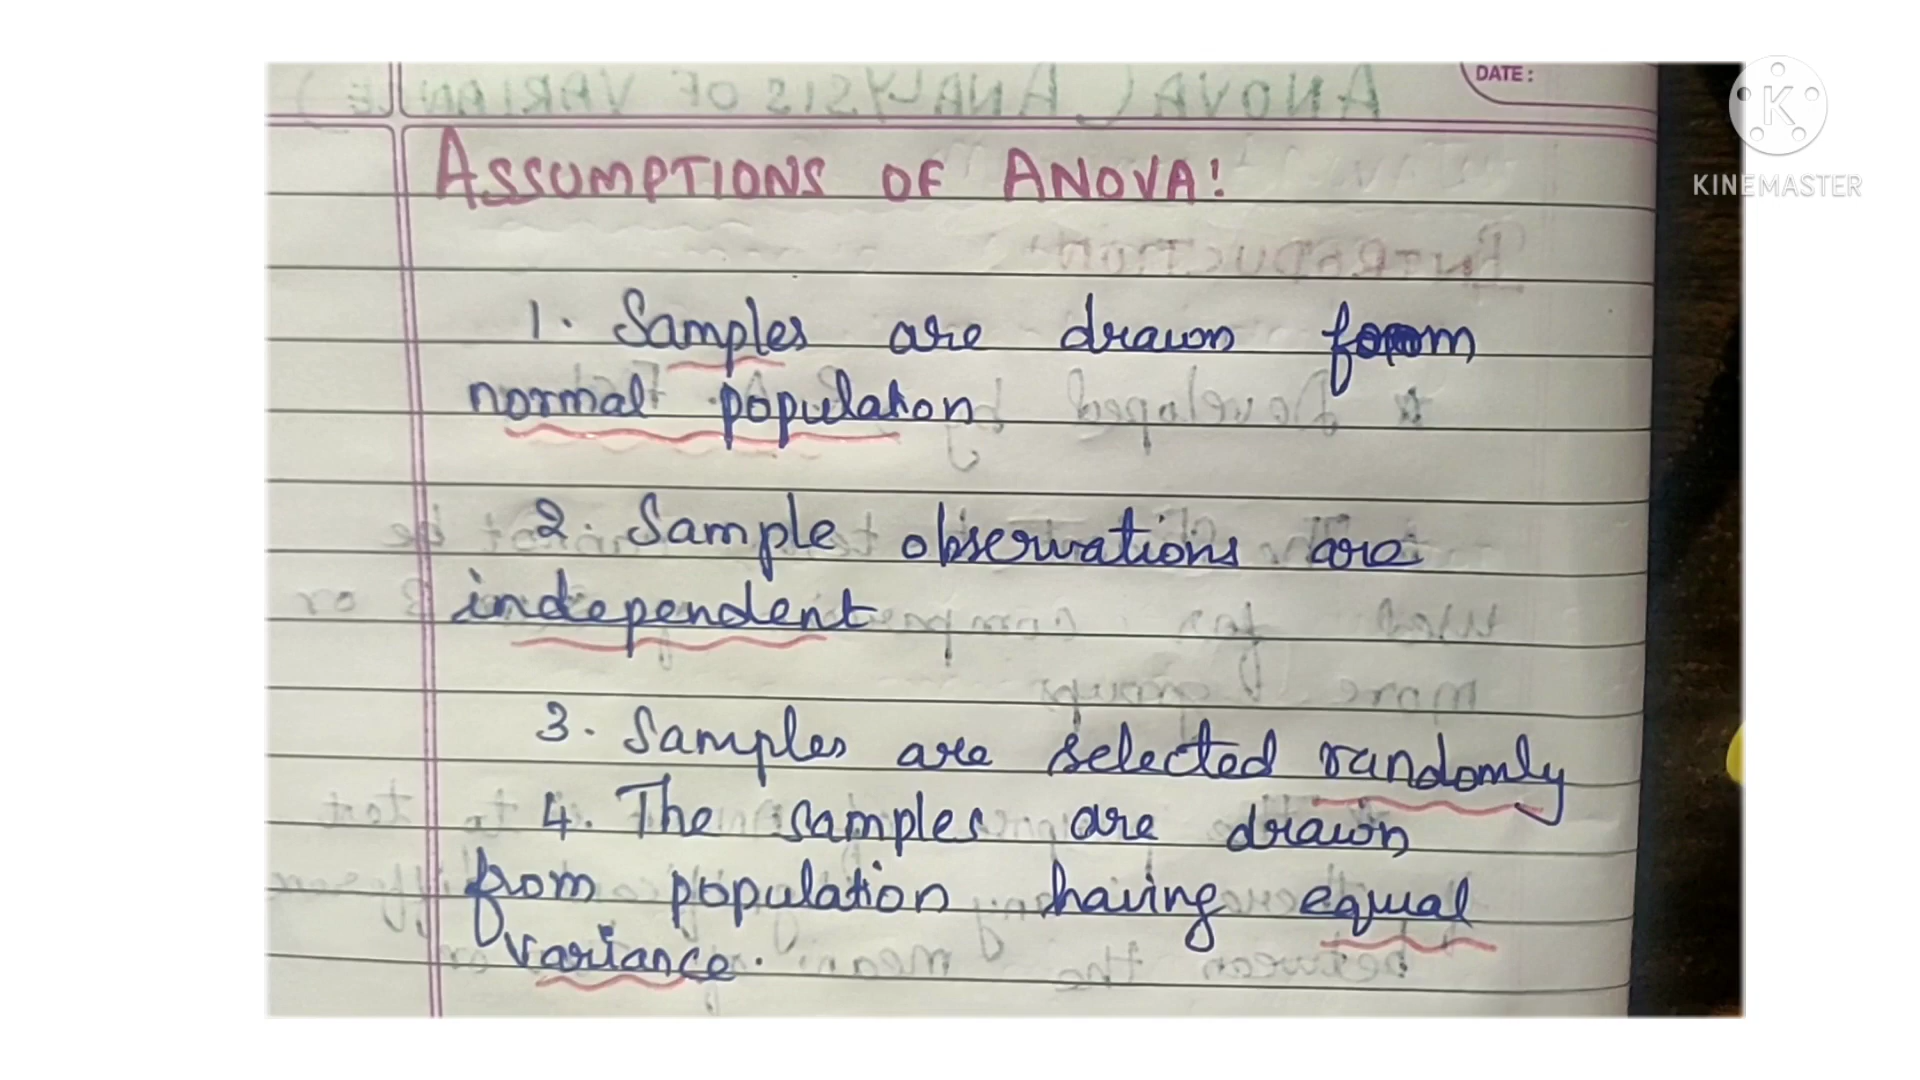 DATE:
ASSUMPTIONS OF ANOVA:
1. Samples are drawn from
normal population
2. Sample observations are
independent
3. Samples are selected randomly
4. The samples are drawn
from population having equal
variance.
K
KINEMASTER